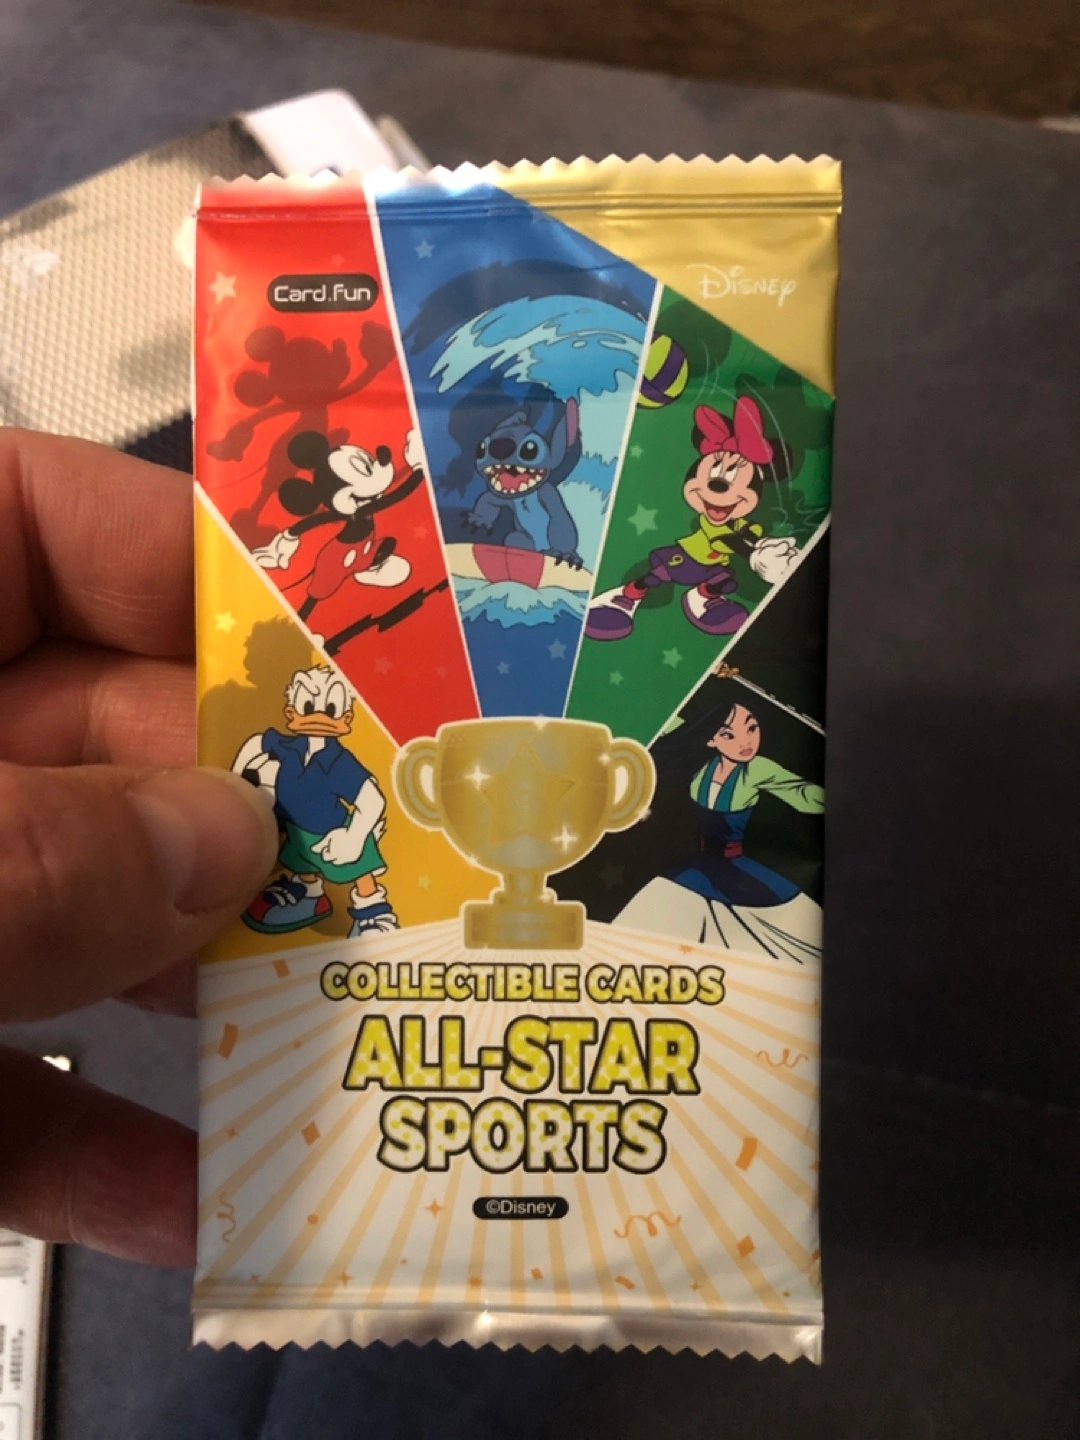 Card.Fun
Disney
COLLECTIBLE CARDS
ALL-STAR
SPORTS
©Disney